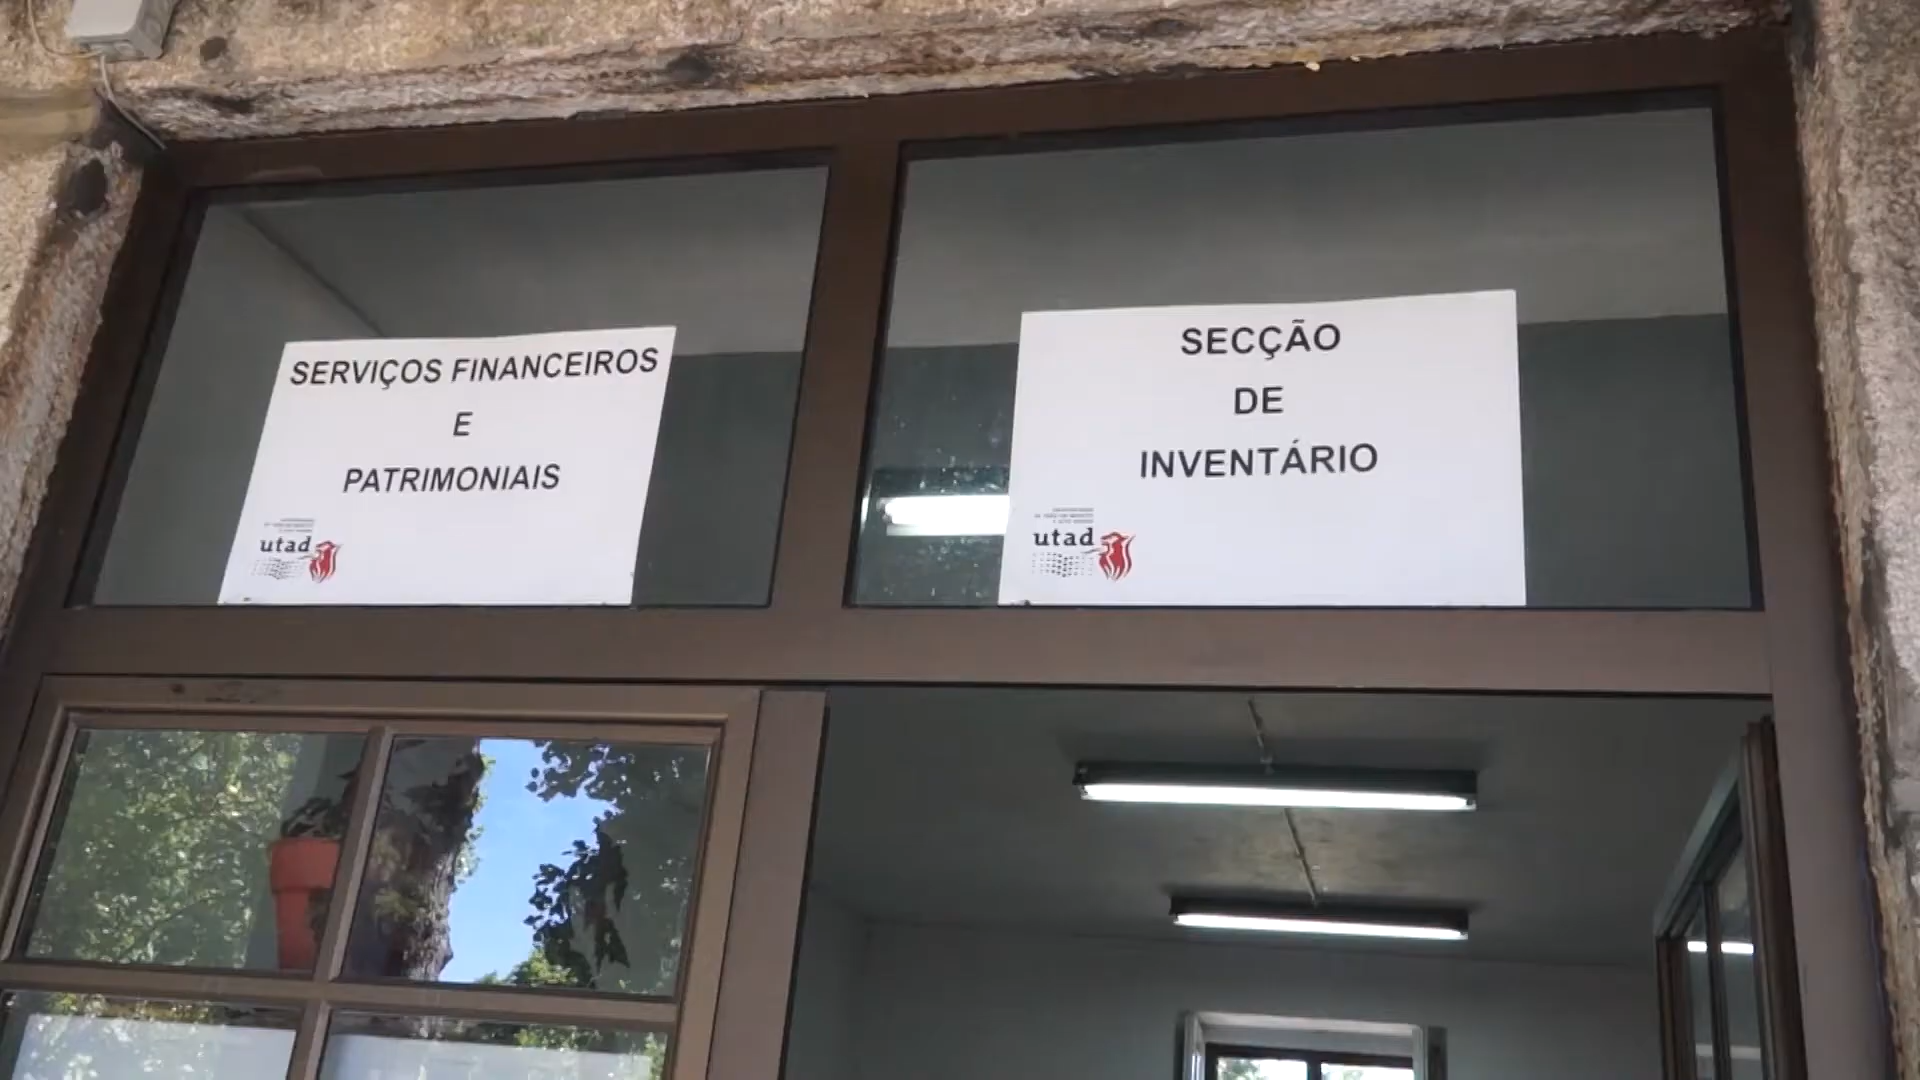 SERVIÇOS FINANCEIROS
E
PATRIMONIAIS
utad
SECÇÃO
DE
INVENTÁRIO
utad